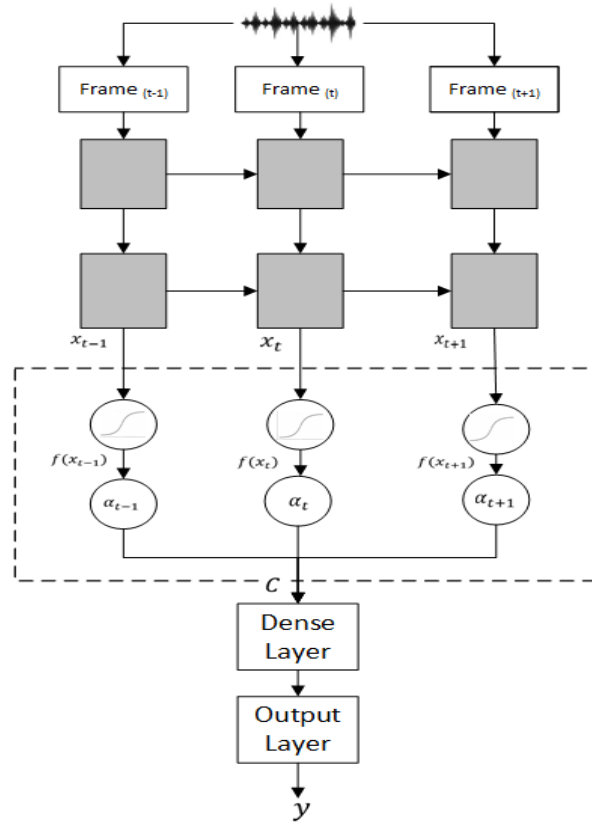 Frame (t-1) Frame (t) Frame (t+1)
x_{t-1} x_t x_{t+1}
f(x_{t-1}) f(x_t) f(x_{t+1})
α_{t-1} α_t α_{t+1}
C
Dense
Layer
Output
Layer
y